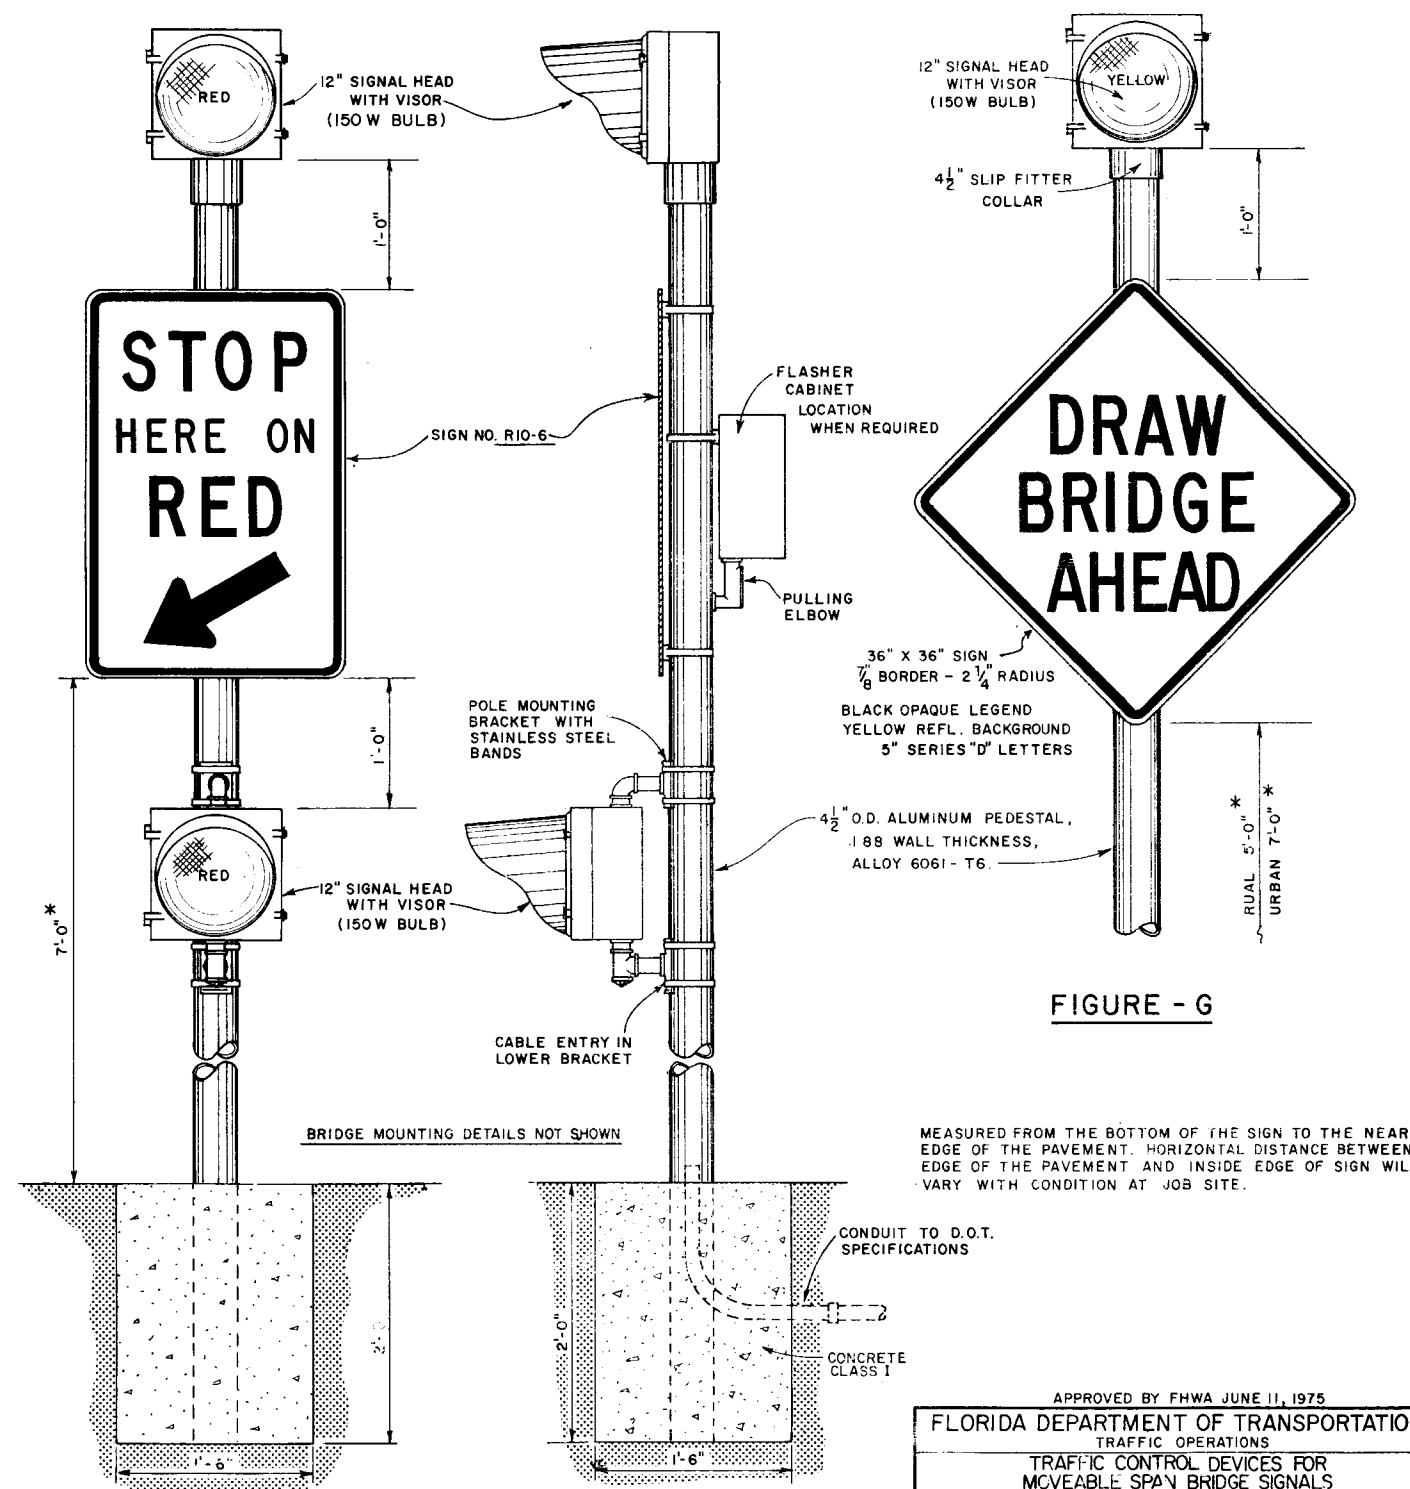 RED
12" SIGNAL HEAD
WITH VISOR
(150 W BULB)
1'-0"
STOP
HERE ON
RED
SIGN NO. R10-6
FLASHER
CABINET
LOCATION
WHEN REQUIRED
PULLING
ELBOW
POLE MOUNTING
BRACKET WITH
STAINLESS STEEL
BANDS
1'-0"
7'-0" *
RED
12" SIGNAL HEAD
WITH VISOR
(150W BULB)
CABLE ENTRY IN
LOWER BRACKET
BRIDGE MOUNTING DETAILS NOT SHOWN
1'-6"
2'-0"
1'-6"
CONDUIT TO D.O.T.
SPECIFICATIONS
CONCRETE
CLASS I
12" SIGNAL HEAD
WITH VISOR
(150W BULB)
YELLOW
4½" SLIP FITTER
COLLAR
1'-0"
DRAW
BRIDGE
AHEAD
36" X 36" SIGN
⅞" BORDER - 2 ¼" RADIUS
BLACK OPAQUE LEGEND
YELLOW REFL. BACKGROUND
5" SERIES "D" LETTERS
4½" O.D. ALUMINUM PEDESTAL,
.188 WALL THICKNESS,
ALLOY 6061-T6.
RUAL 5'-0" *
URBAN 7'-0" *
FIGURE - G
MEASURED FROM THE BOTTOM OF THE SIGN TO THE NEAR
EDGE OF THE PAVEMENT. HORIZONTAL DISTANCE BETWEEN
EDGE OF THE PAVEMENT AND INSIDE EDGE OF SIGN WIL
VARY WITH CONDITION AT JOB SITE.
APPROVED BY FHWA JUNE 11, 1975
FLORIDA DEPARTMENT OF TRANSPORTATIO
TRAFFIC OPERATIONS
TRAFFIC CONTROL DEVICES FOR
MOVEABLE SPAN BRIDGE SIGNALS